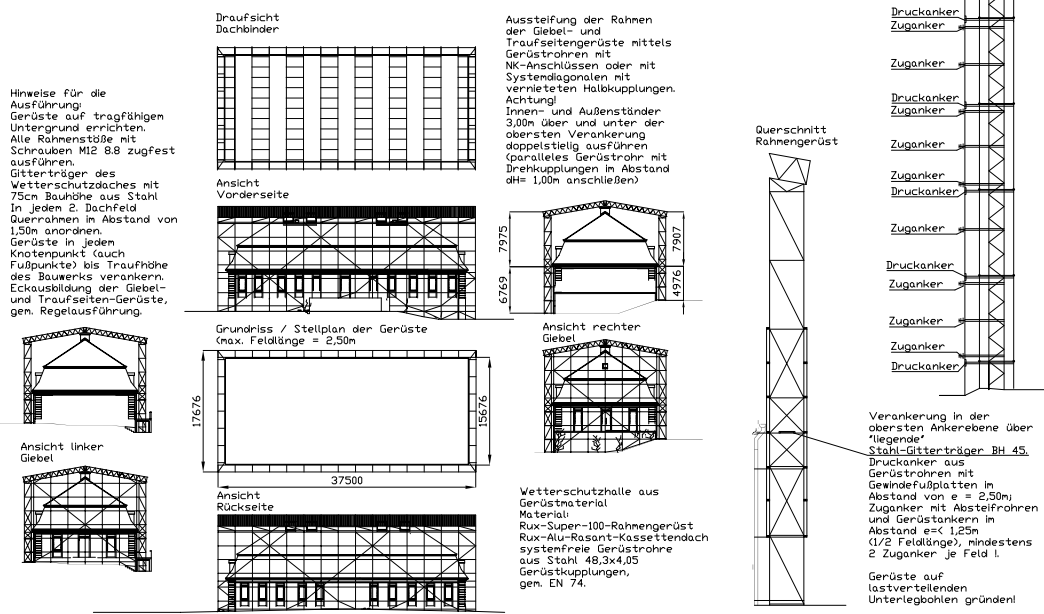 Hinweise für die
Ausführung:
Gerüste auf tragfähigem
Untergrund errichten.
Alle Rahmenstöße mit
Schrauben M12 8.8 zugfest
ausführen.
Gitterträger des
Wetterschutzdaches mit
75cm Bauhöhe aus Stahl
In jedem 2. Dachfeld
Querrahmen im Abstand von
1,50m anordnen.
Gerüste in jedem
Knotenpunkt (auch
Fußpunkte) bis Traufhöhe
des Bauwerks verankern.
Eckausbildung der Giebel-
und Traufseiten-Gerüste,
gem. Regelausführung.
Ansicht linker
Giebel
Draufsicht
Dachbinder
Ansicht
Vorderseite
Grundriss / Stellplan der Gerüste
(max. Feldlänge = 2,50m
17676
15676
37500
Ansicht
Rückseite
Aussteifung der Rahmen
der Giebel- und
Traufseitengerüste mittels
Gerüstrohren mit
NK-Anschlüssen oder mit
Systemdiagonalen mit
vernieteten Halbkupplungen.
Achtung!
Innen- und Außenständer
3,00m über und unter der
obersten Verankerung
doppelstielig ausführen
(paralleles Gerüstrohr mit
Drehkupplungen im Abstand
dH= 1,00m anschließen)
7975
6769
7907
4976
Ansicht rechter
Giebel
Wetterschutzhalle aus
Gerüstmaterial
Material:
Rux-Super-100-Rahmengerüst
Rux-Alu-Rasant-Kassettendach
systemfreie Gerüstrohre
aus Stahl 48,3x4,05
Gerüstkupplungen,
gem. EN 74.
Querschnitt
Rahmengerüst
Druckanker
Zuganker
Zuganker
Druckanker
Zuganker
Zuganker
Zuganker
Druckanker
Zuganker
Druckanker
Zuganker
Zuganker
Zuganker
Druckanker
Verankerung in der
obersten Ankerebene über
"liegende"
Stahl-Gitterträger BH 45.
Druckanker aus
Gerüstrohren mit
Gewindefußplatten im
Abstand von e = 2,50m;
Zuganker mit Absteifrohren
und Gerüstankern im
Abstand e=< 1,25m
(1/2 Feldlänge), mindestens
2 Zuganker je Feld !.
Gerüste auf
lastverteilenden
Unterlegbohlen gründen!